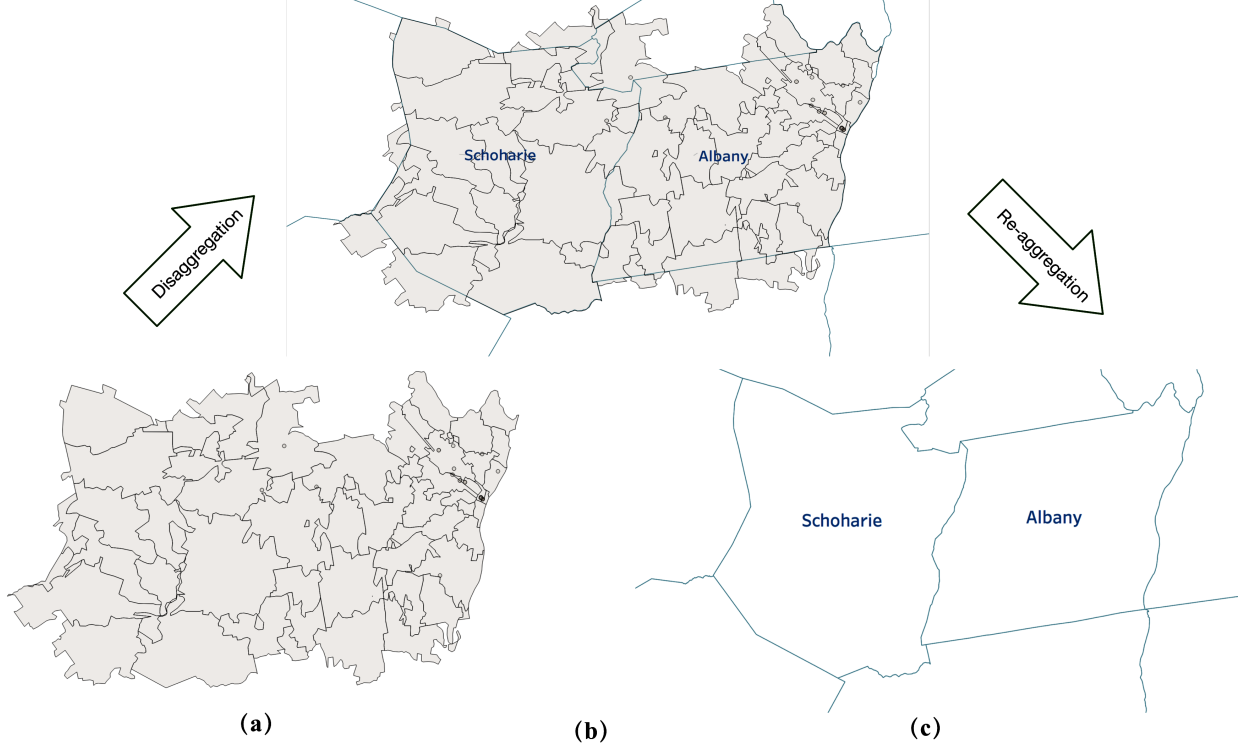 Schoharie
Albany
Disaggregation
Re-aggregation
Schoharie
Albany
(a)
(b)
(c)